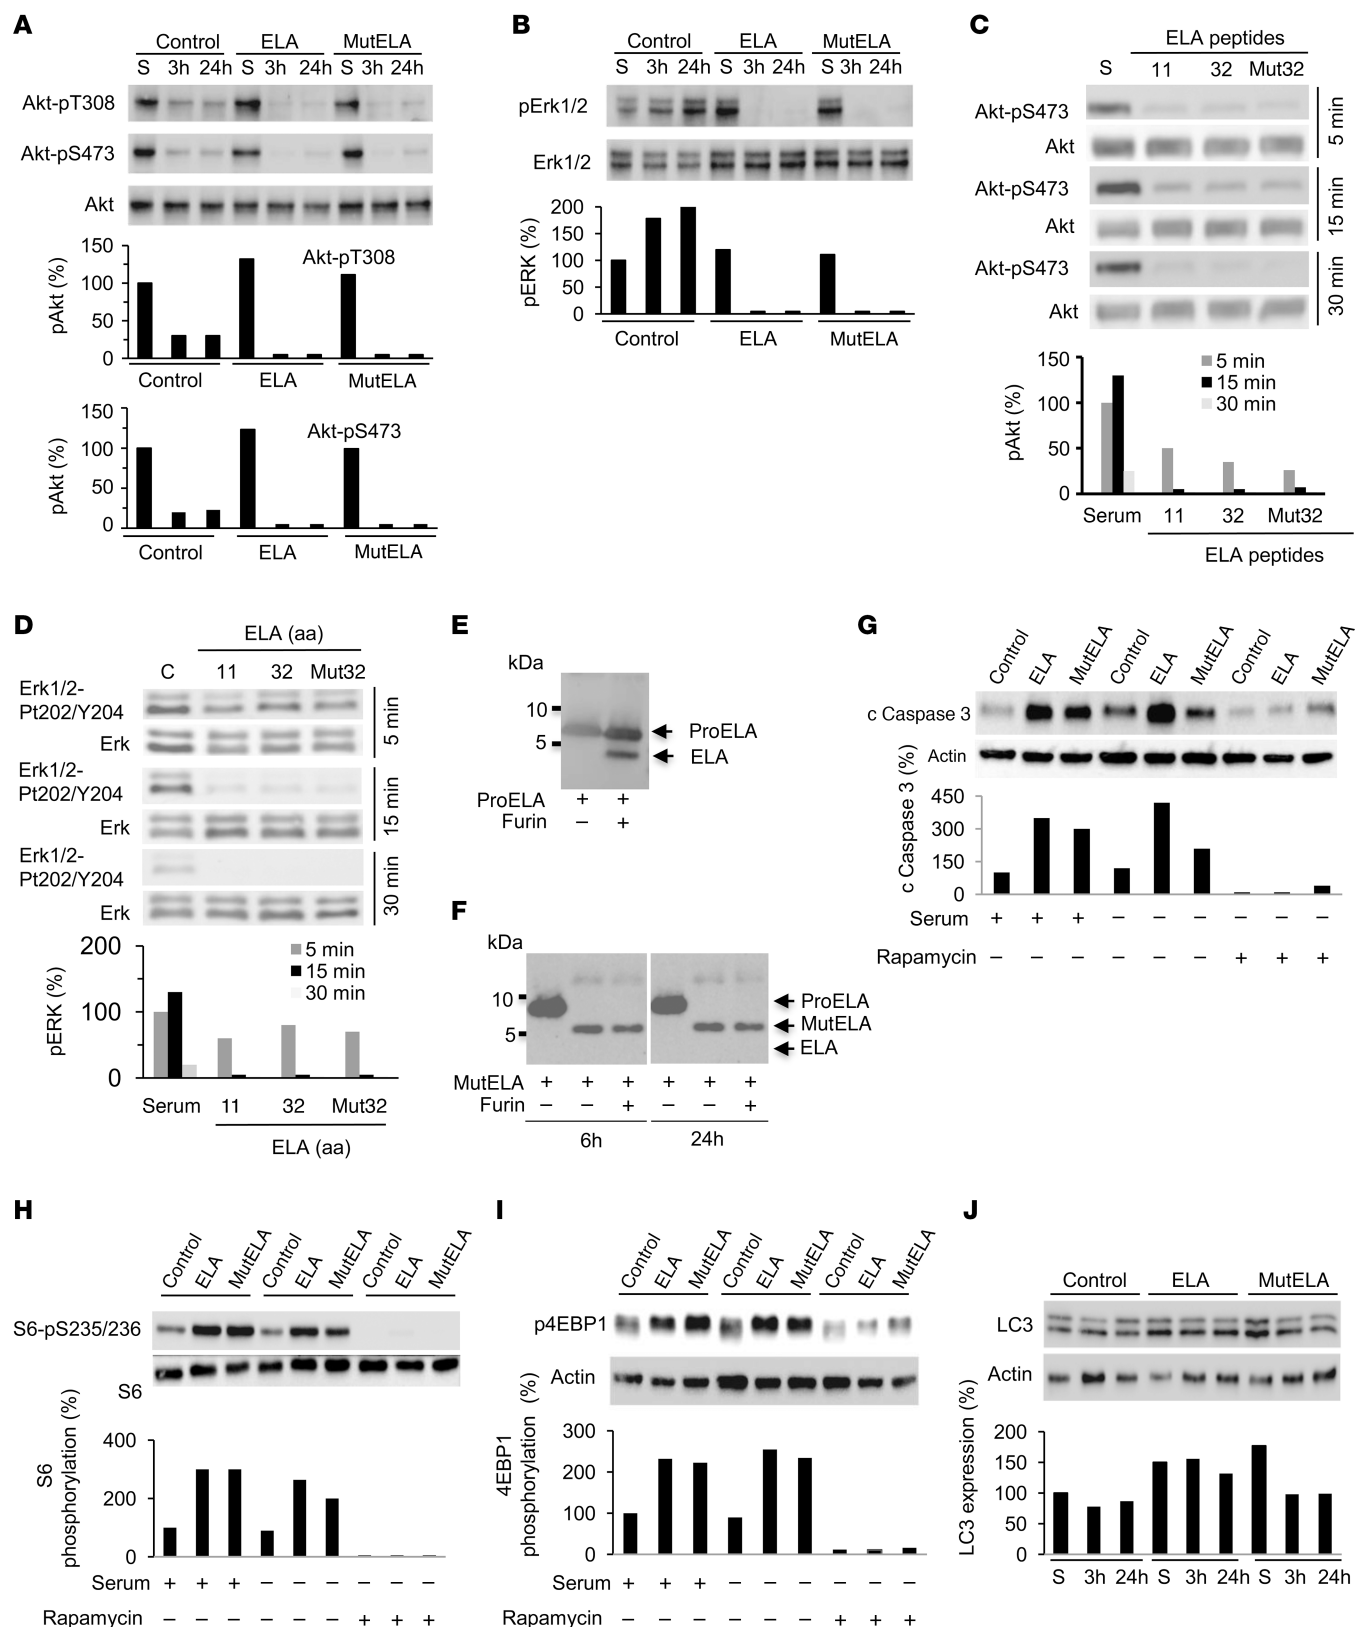 A
Control ELA MutELA
S 3h 24h S 3h 24h S 3h 24h
Akt-pT308
Akt-pS473
Akt
150
100
50
0
pAkt (%)
Akt-pT308
Control ELA MutELA
150
100
50
0
pAkt (%)
Akt-pS473
Control ELA MutELA
B
Control ELA MutELA
S 3h 24h S 3h 24h S 3h 24h
pErk1/2
Erk1/2
200
150
100
50
0
pERK (%)
Control ELA MutELA
C
ELA peptides
S 11 32 Mut32
Akt-pS473
Akt
5 min
Akt-pS473
Akt
15 min
Akt-pS473
Akt
30 min
150
100
50
0
pAkt (%)
5 min
15 min
30 min
Serum 11 32 Mut32
ELA peptides
D
ELA (aa)
C 11 32 Mut32
Erk1/2-
Pt202/Y204
Erk
5 min
Erk1/2-
Pt202/Y204
Erk
15 min
Erk1/2-
Pt202/Y204
Erk
30 min
200
100
0
pERK (%)
5 min
15 min
30 min
Serum 11 32 Mut32
ELA (aa)
E
kDa
10
5
ProELA
ELA
ProELA + +
Furin – +
F
kDa
10
5
ProELA
MutELA
ELA
MutELA + + + + + +
Furin – – + – – +
6h 24h
G
Control ELA MutELA Control ELA MutELA Control ELA MutELA
c Caspase 3
Actin
c Caspase 3 (%)
450
300
150
0
Serum + + + – – – – – –
Rapamycin – – – – – – + + +
H
Control ELA MutELA Control ELA MutELA Control ELA MutELA
S6-pS235/236
S6
S6
phosphorylation (%)
400
200
0
Serum + + + – – – – – –
Rapamycin – – – – – – + + +
I
Control ELA MutELA Control ELA MutELA Control ELA MutELA
p4EBP1
Actin
4EBP1
phosphorylation (%)
300
200
100
0
Serum + + + – – – – – –
Rapamycin – – – – – – + + +
J
Control ELA MutELA
LC3
Actin
LC3 expression (%)
200
150
100
50
0
S 3h 24h S 3h 24h S 3h 24h